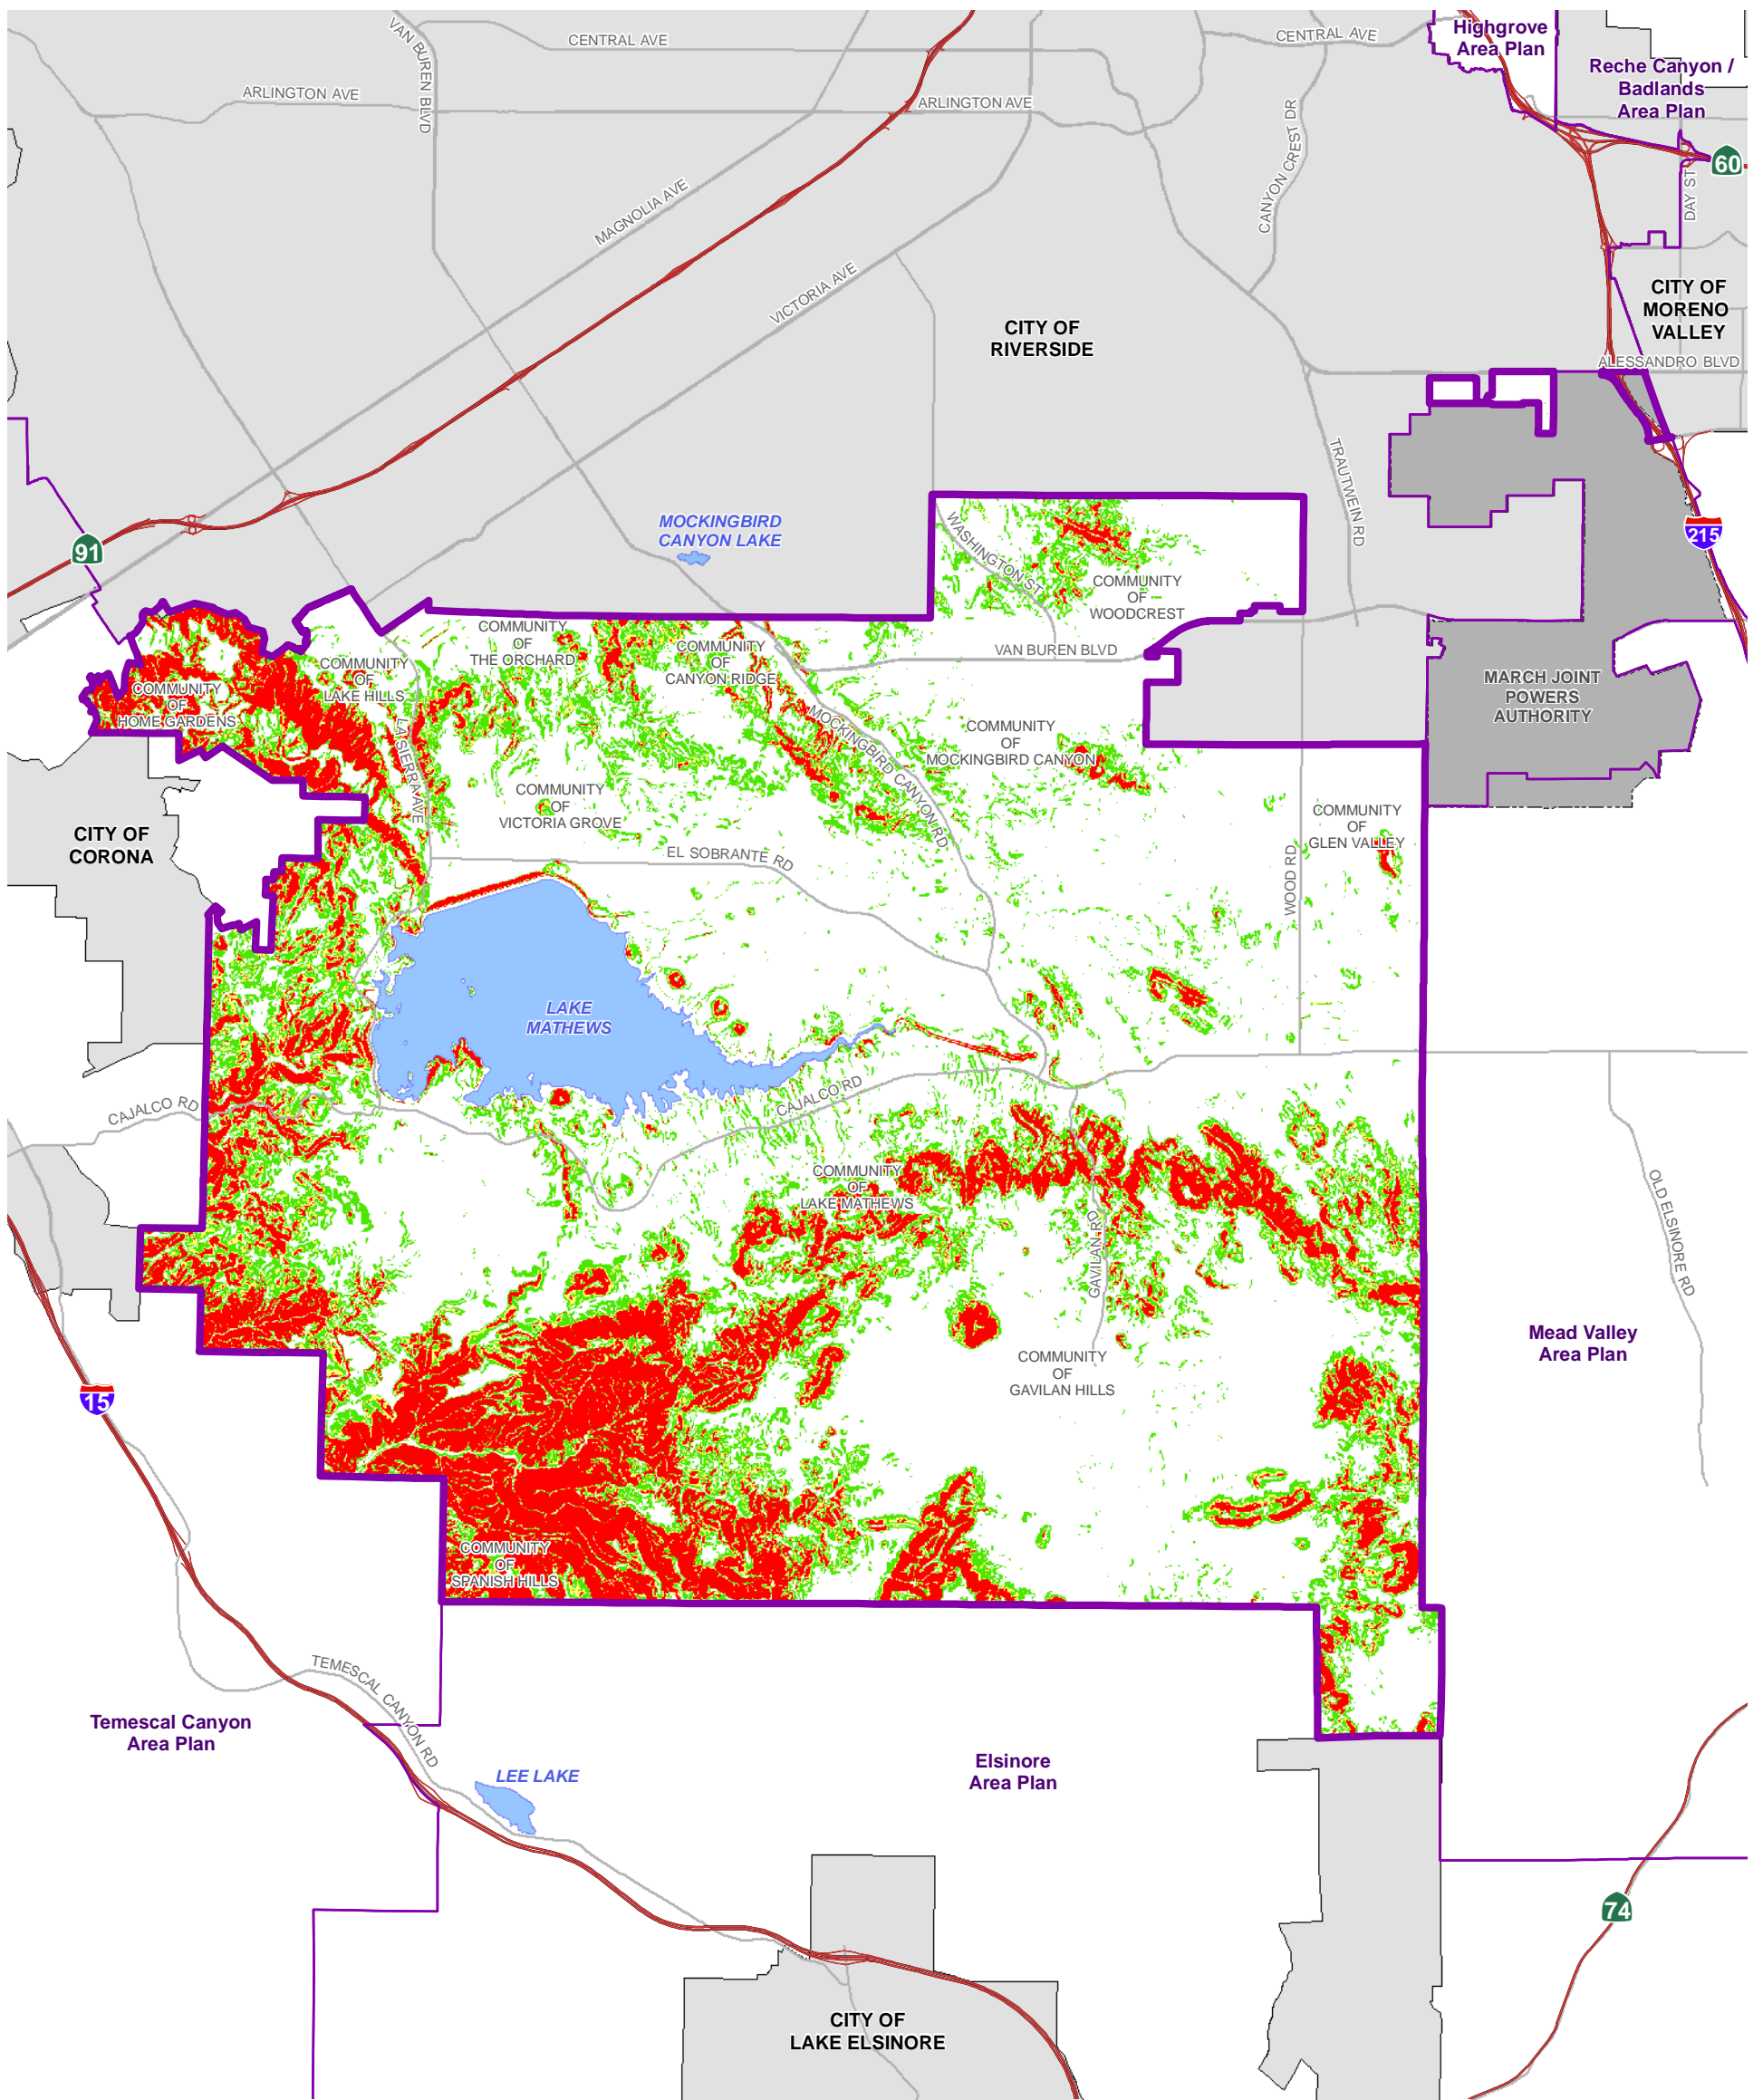 VAN BUREN BLVD
CENTRAL AVE
CENTRAL AVE
Highgrove
Area Plan
Reche Canyon /
Badlands
Area Plan
ARLINGTON AVE
ARLINGTON AVE
CANYON CREST DR
60
DAY ST
MAGNOLIA AVE
VICTORIA AVE
CITY OF
RIVERSIDE
CITY OF
MORENO
VALLEY
ALESSANDRO BLVD
TRAUTWEIN RD
91
MOCKINGBIRD
CANYON LAKE
215
WASHINGTON ST
COMMUNITY
OF
WOODCREST
COMMUNITY
OF
THE ORCHARD
COMMUNITY
OF
CANYON RIDGE
VAN BUREN BLVD
COMMUNITY
OF
LAKE HILLS
COMMUNITY
OF
HOME GARDENS
MARCH JOINT
POWERS
AUTHORITY
LA SIERRA AVE
MOCKINGBIRD CANYON RD
COMMUNITY
OF
MOCKINGBIRD CANYON
COMMUNITY
OF
VICTORIA GROVE
CITY OF
CORONA
COMMUNITY
OF
GLEN VALLEY
EL SOBRANTE RD
WOOD RD
LAKE
MATHEWS
CAJALCO RD
CAJALCO RD
COMMUNITY
OF
LAKE MATHEWS
GAVILAN RD
OLD ELSINORE RD
Mead Valley
Area Plan
COMMUNITY
OF
GAVILAN HILLS
15
COMMUNITY
OF
SPANISH HILLS
TEMESCAL CANYON RD
Temescal Canyon
Area Plan
LEE LAKE
Elsinore
Area Plan
74
CITY OF
LAKE ELSINORE